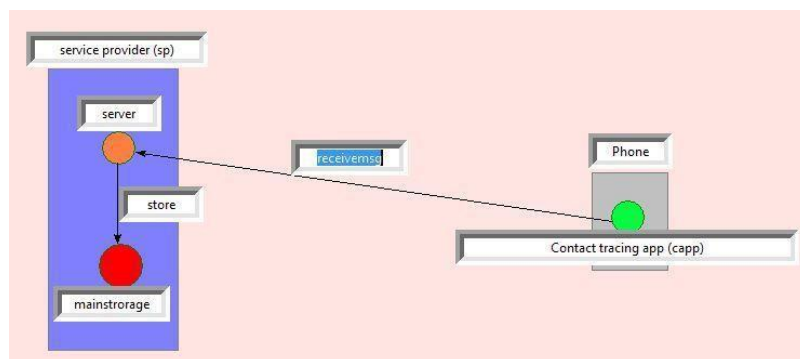 service provider (sp)
server
receivemsg
Phone
store
Contact tracing app (capp)
mainstrorage